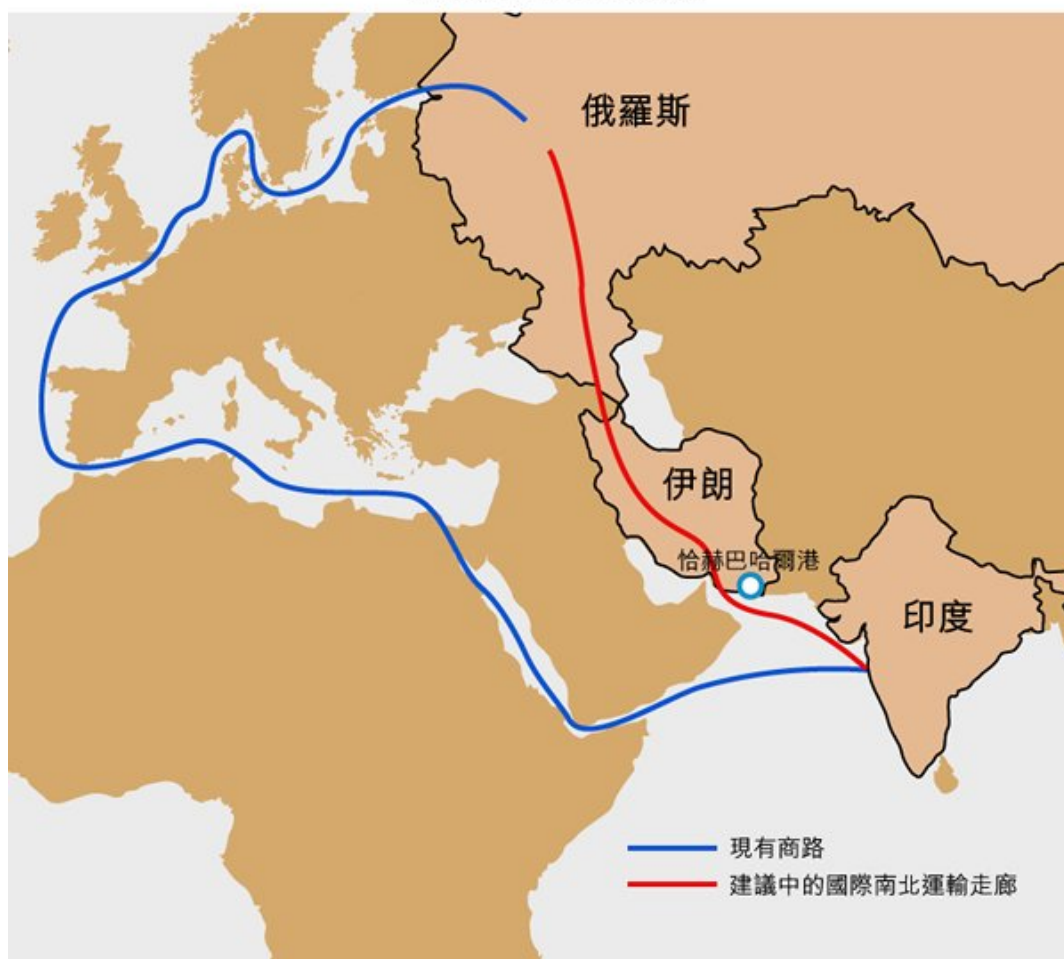 俄羅斯
伊朗
恰赫巴哈爾港
印度
現有商路
建議中的國際南北運輸走廊